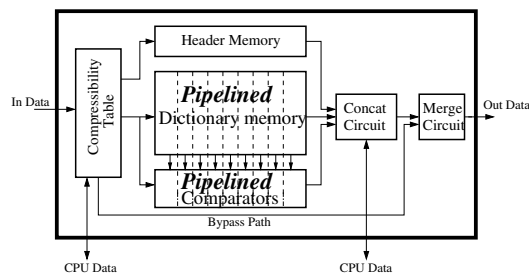 Header Memory
In Data
Compressibility
Table
Pipelined
Dictionary memory
Concat
Circuit
Merge
Circuit
Out Data
Pipelined
Comparators
Bypass Path
CPU Data
CPU Data